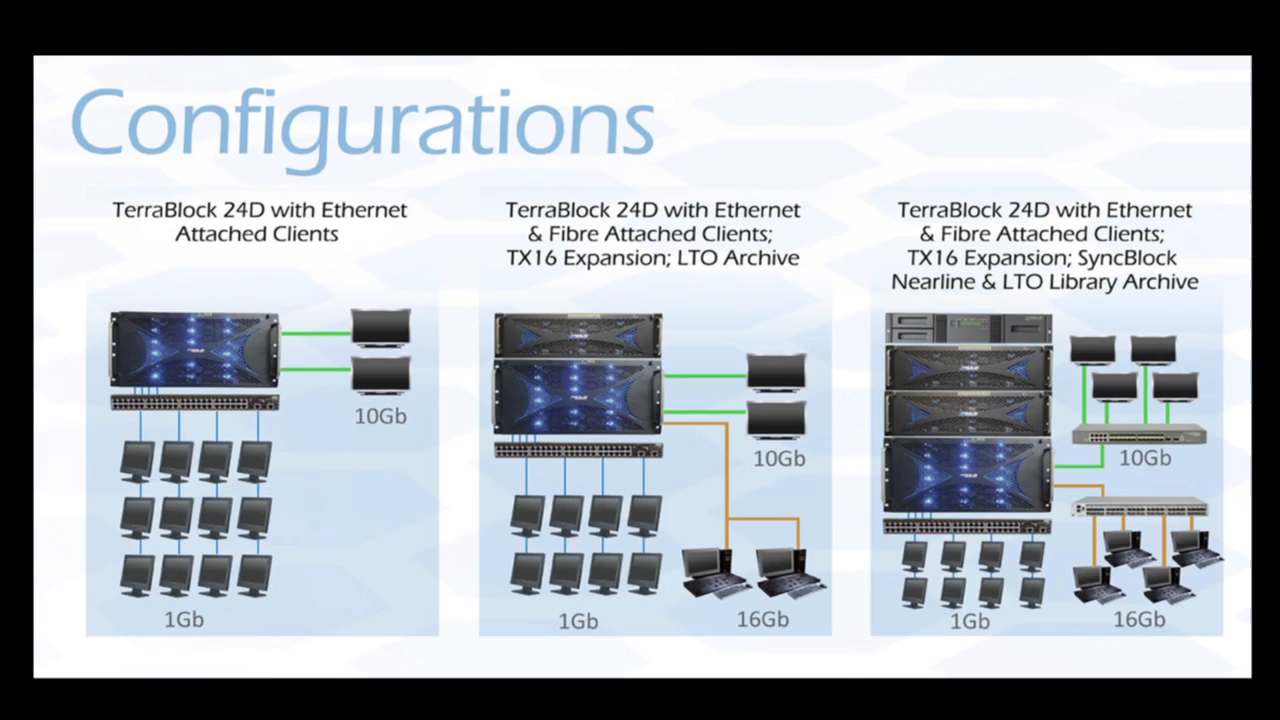 Configurations
TerraBlock 24D with Ethernet
Attached Clients
10Gb
1Gb
TerraBlock 24D with Ethernet
& Fibre Attached Clients;
TX16 Expansion; LTO Archive
10Gb
1Gb
16Gb
TerraBlock 24D with Ethernet
& Fibre Attached Clients;
TX16 Expansion; SyncBlock
Nearline & LTO Library Archive
10Gb
1Gb
16Gb